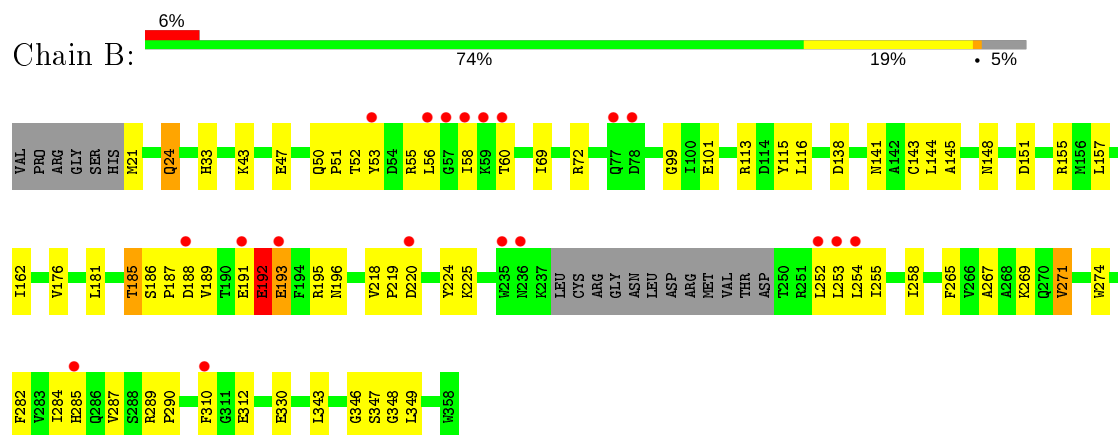 6%
Chain B:
74% 19% • 5%
VAL PRO ARG GLY SER HIS M21 Q24 H33 K43 E47 Q50 P51 T52 Y53 D54 R55 L56 G57 I58 K59 T60 I69 R72 Q77 D78 G99 I100 E101 R113 D114 Y115 L116 D138 N141 A142 C143 L144 A145 N148 D151 R155 M156 L157
I162 V176 L181 T185 S186 P187 D188 V189 T190 E191 E192 E193 F194 R195 N196 V218 P219 D220 Y224 K225 W235 N236 K237 LEU CYS ARG GLY ASN LEU ASP ARG MET VAL THR ASP T250 R251 L252 L253 L254 I255 I258 F265 V266 A267 A268 K269 Q270 V271 W274
F282 V283 I284 H285 Q286 V287 S288 R289 P290 F310 G311 E312 E330 L343 G346 S347 G348 L349 W358